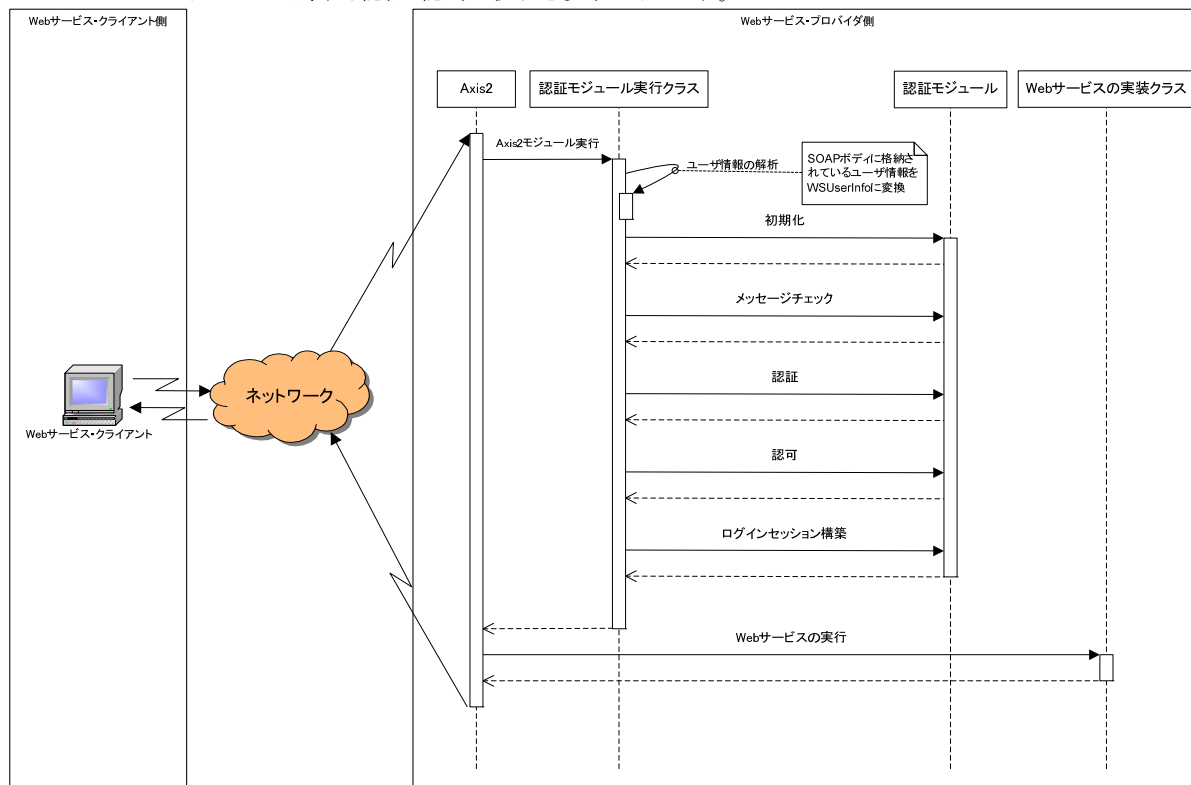 Webサービス・クライアント側
Webサービス・プロバイダ側
Axis2
認証モジュール実行クラス
認証モジュール
Webサービスの実装クラス
Axis2モジュール実行
ユーザ情報の解析
SOAPボディに格納さ
れているユーザ情報を
WSUserInfoに変換
初期化
メッセージチェック
認証
ネットワーク
Webサービス・クライアント
認可
ログインセッション構築
Webサービスの実行